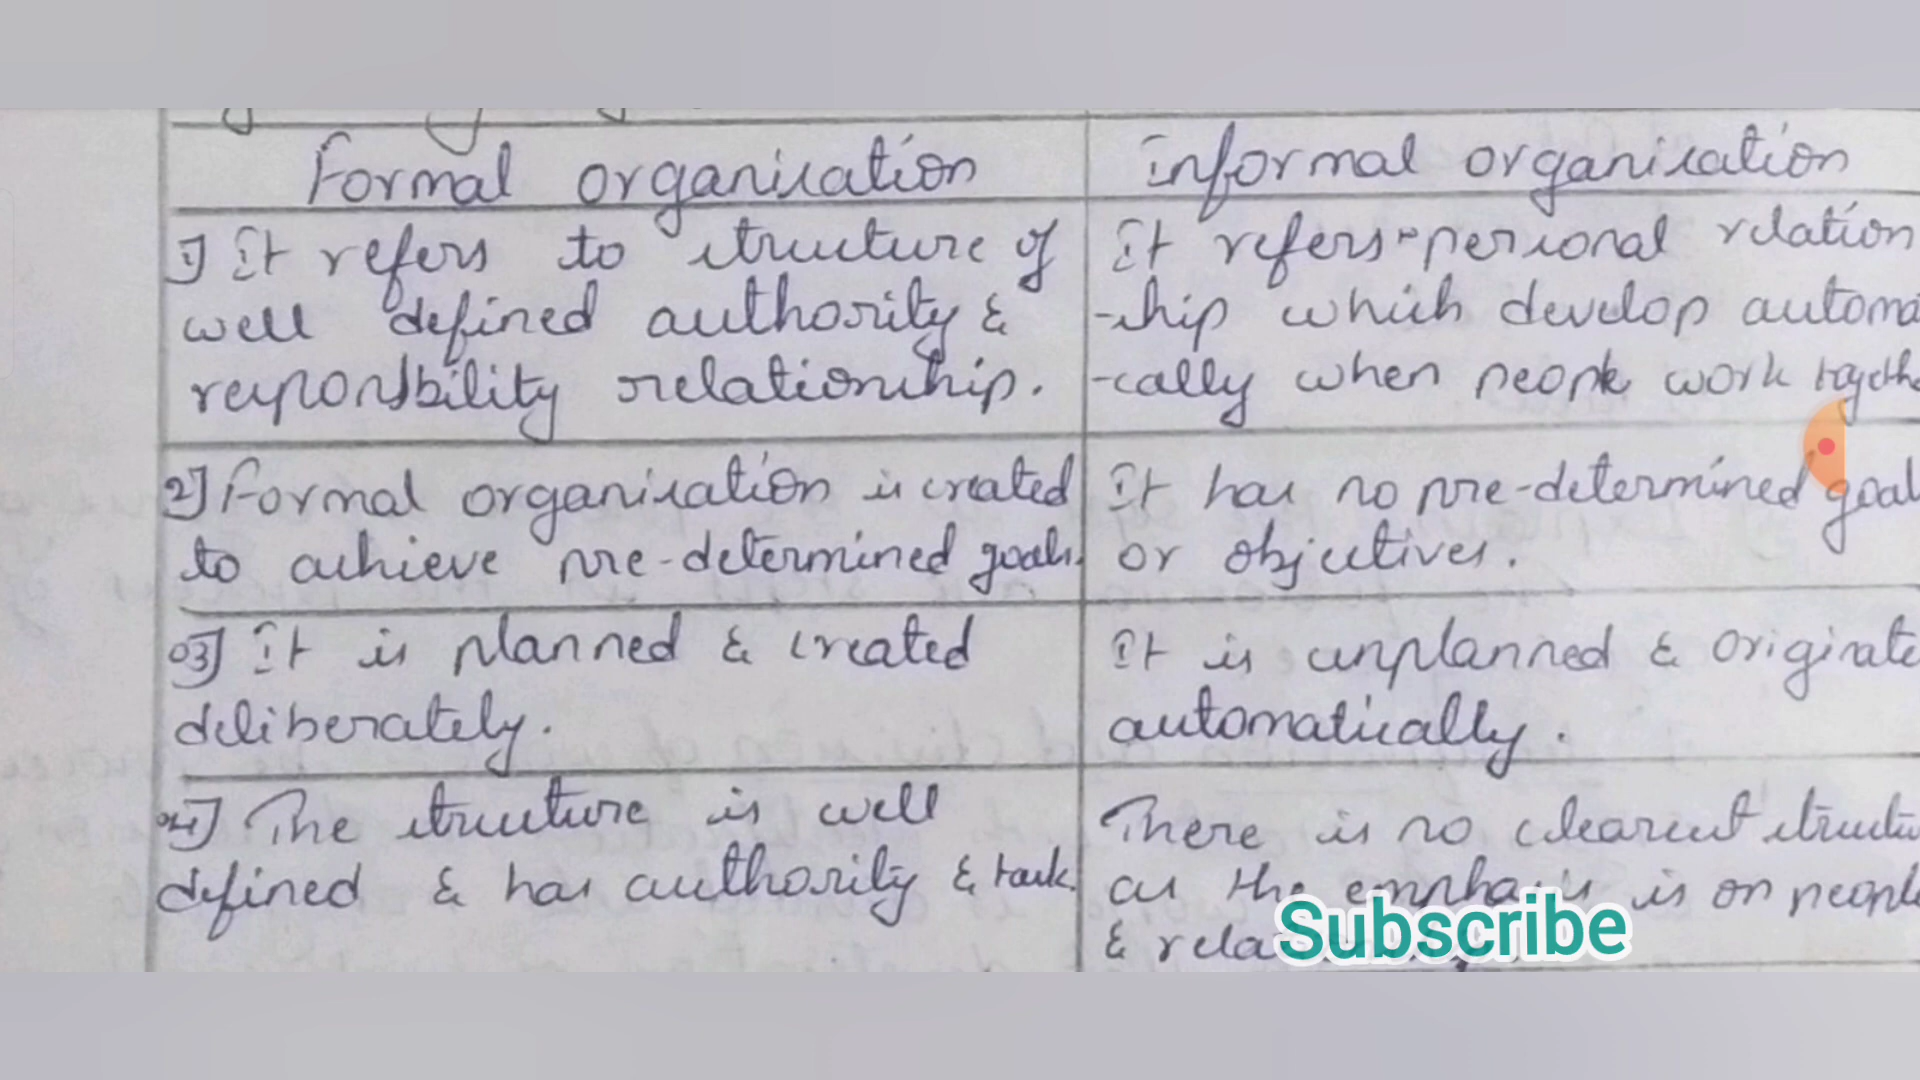 Formal organisation
Informal organisation
1] It refers to structure of
well defined authority &
responsibility relationship.
It refers personal relation
-ship which develop automa
-cally when people work togethe
2] Formal organisation is created
to achieve pre-determined goals.
It has no pre-determined goal
or objectives.
03] It is planned & created
deliberately.
It is unplanned & Originate
automatically.
04] The structure is well
defined & has authority & task.
There is no clearcut structu
as the emphasis is on people
&
Subscribe